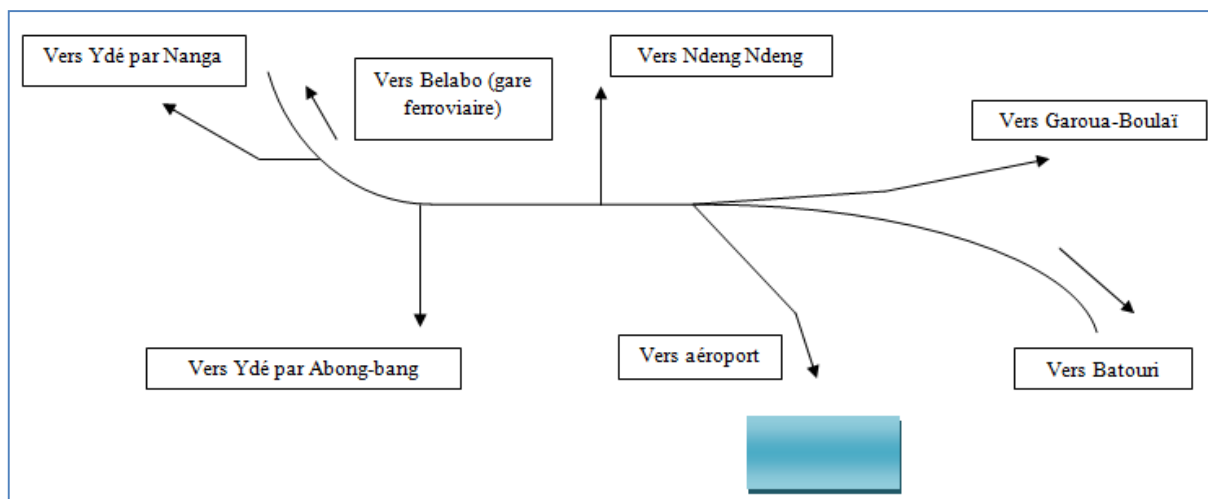 Vers Ydé par Nanga
Vers Belabo (gare
ferroviaire)
Vers Ndeng Ndeng
Vers Garoua-Boulaï
Vers Ydé par Abong-bang
Vers aéroport
Vers Batouri